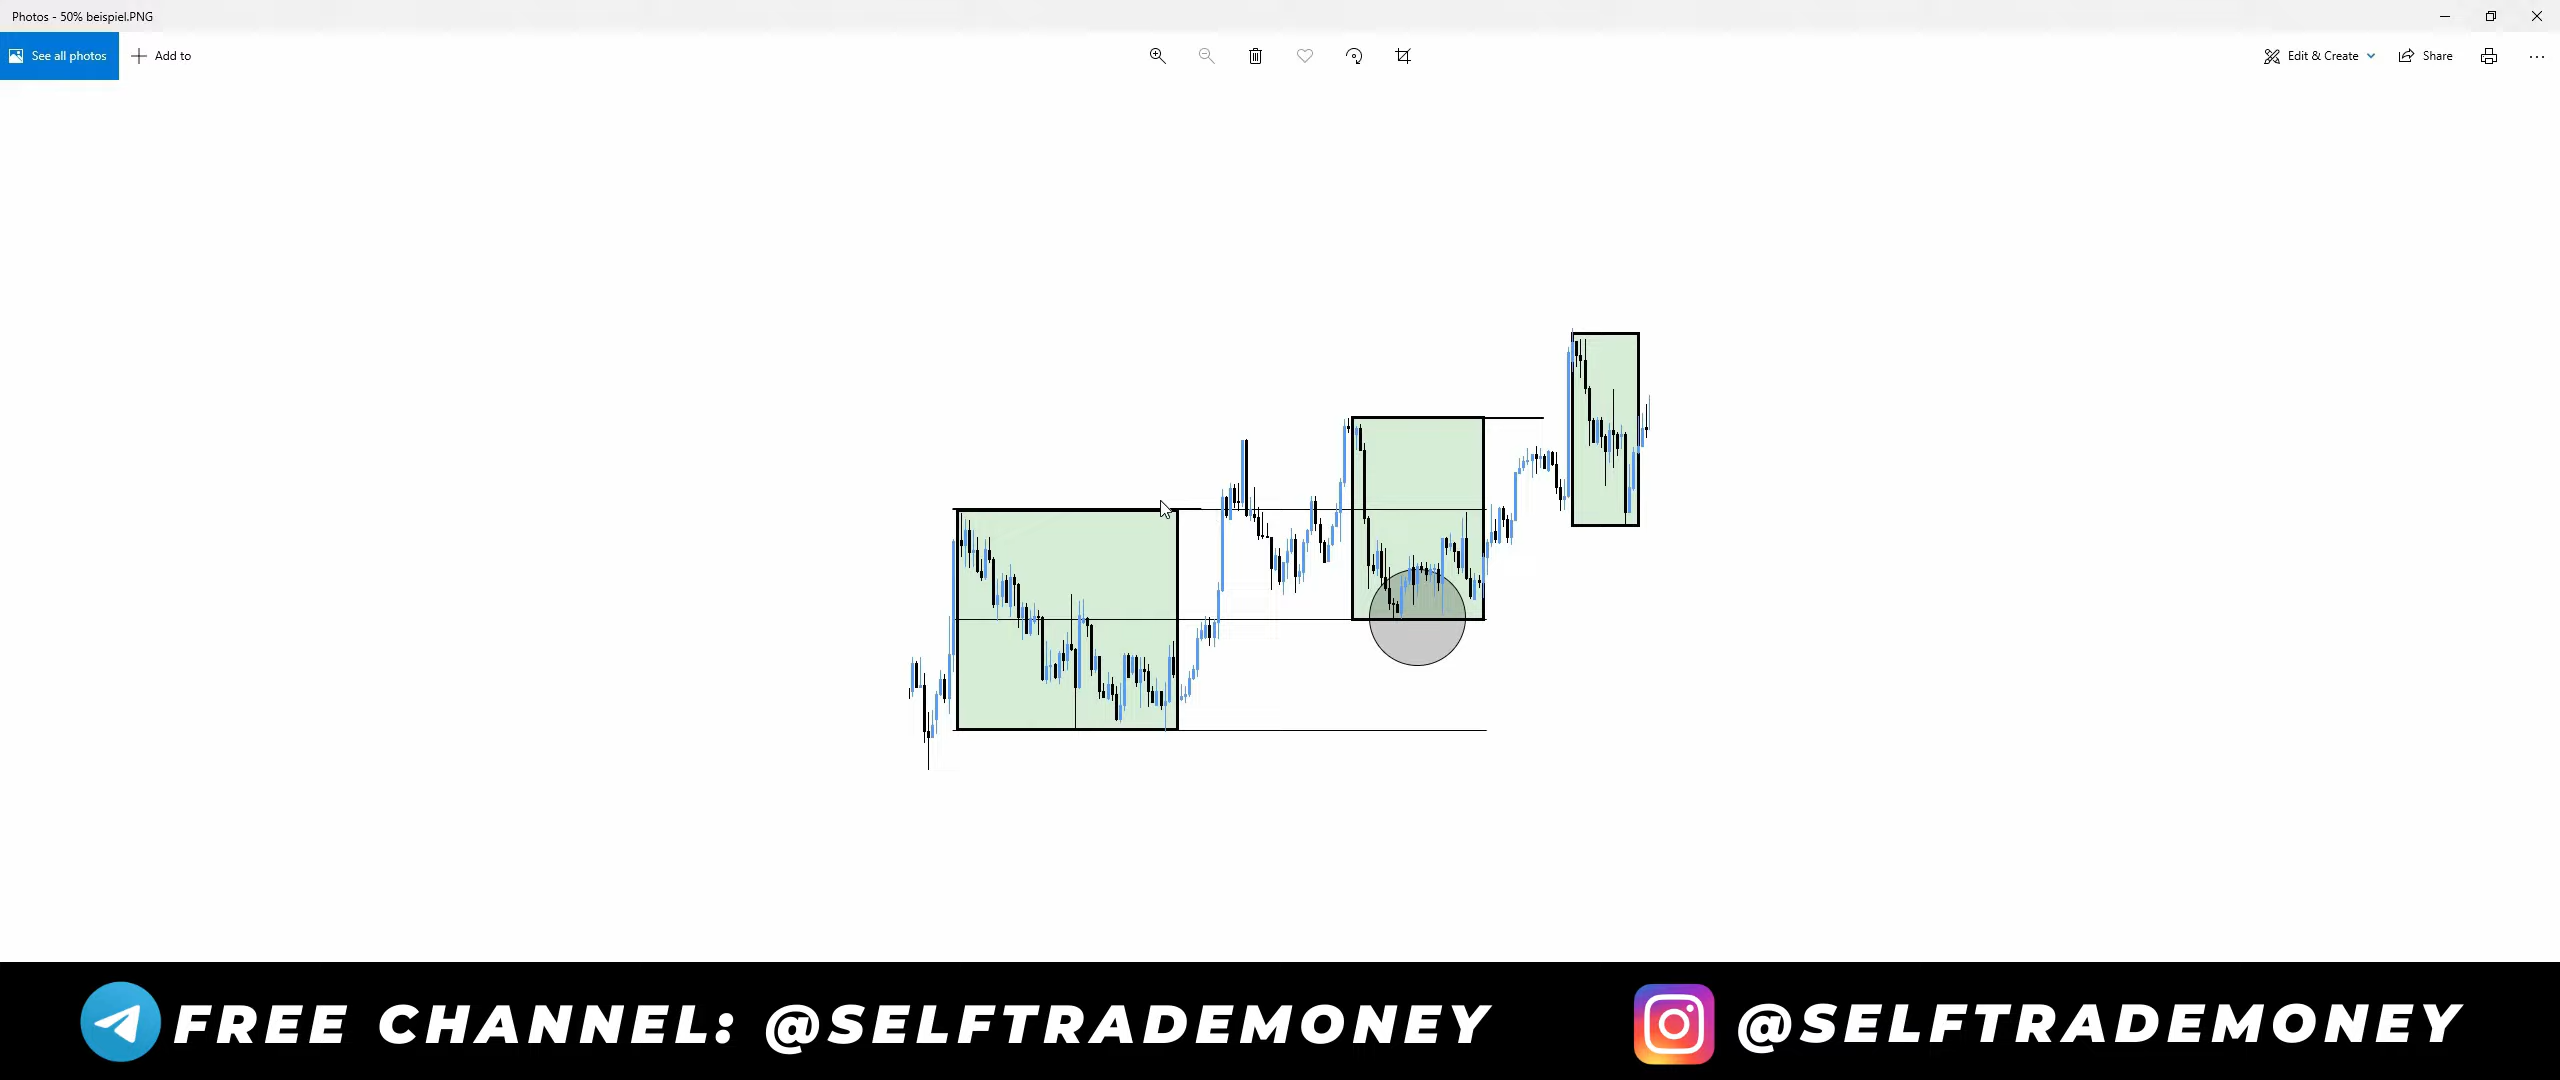 Photos - 50% beispiel.PNG
See all photos
Add to
Edit & Create
Share
FREE CHANNEL: @SELFTRADEMONEY
@SELFTRADEMONEY